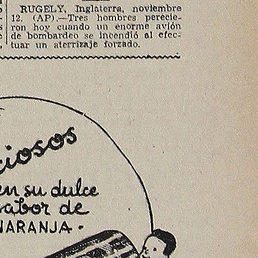 RUGELY, Inglaterra, noviembre
12. (AP).—Tres hombres perecie-
ron hoy cuando un enorme avión
de bombardeo se incendió al efec-
tuar un aterrizaje forzado.
ciosos
en su dulce
sabor de
NARANJA.